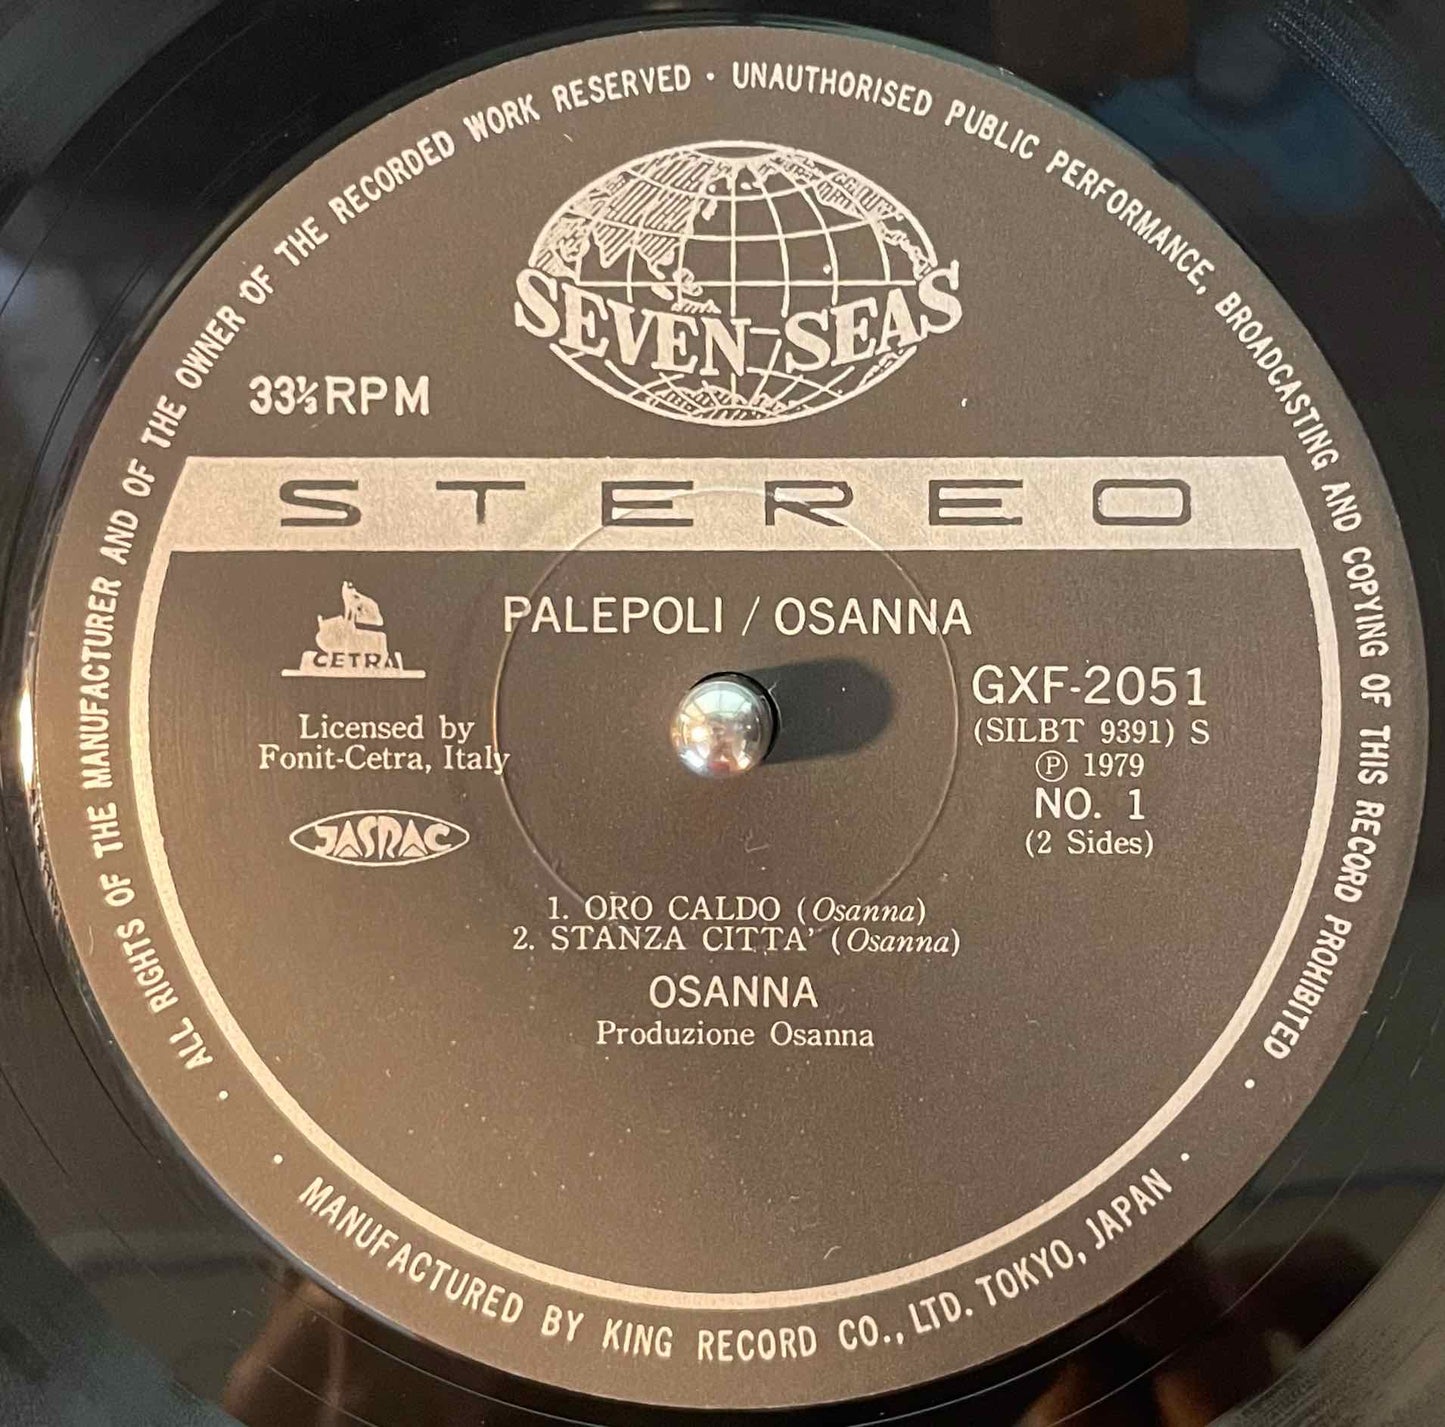 ALL RIGHTS OF THE MANUFACTURER AND OF THE OWNER OF THE RECORDED WORK RESERVED · UNAUTHORISED PUBLIC PERFORMANCE, BROADCASTING AND COPYING OF THIS RECORD PROHIBITED ·
SEVEN SEAS
33⅓RPM
STEREO
PALEPOLI / OSANNA
CETRA
Licensed by
Fonit-Cetra, Italy
JASRAC
GXF-2051
(SILBT 9391) S
Ⓟ 1979
NO. 1
(2 Sides)
1. ORO CALDO (Osanna)
2. STANZA CITTA' (Osanna)
OSANNA
Produzione Osanna
· MANUFACTURED BY KING RECORD CO., LTD. TOKYO, JAPAN ·